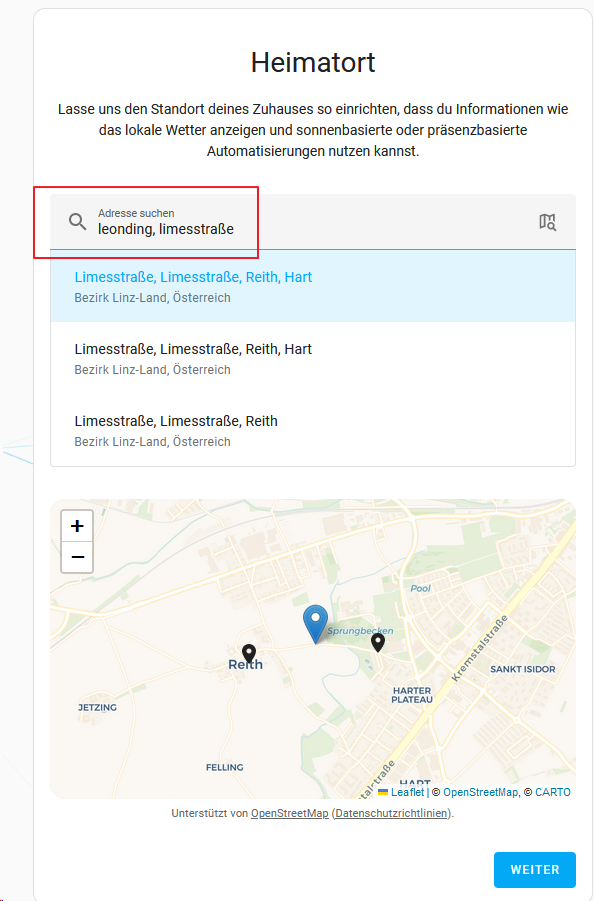 Heimatort
Lasse uns den Standort deines Zuhauses so einrichten, dass du Informationen wie
das lokale Wetter anzeigen und sonnenbasierte oder präsenzbasierte
Automatisierungen nutzen kannst.
Adresse suchen
leonding, limesstraße
Limesstraße, Limesstraße, Reith, Hart
Bezirk Linz-Land, Österreich
Limesstraße, Limesstraße, Reith, Hart
Bezirk Linz-Land, Österreich
Limesstraße, Limesstraße, Reith
Bezirk Linz-Land, Österreich
+
−
Pool
Sprungbecken
Kremstalstraße
Reith
SANKT ISIDOR
HARTER
PLATEAU
JETZING
FELLING
HART
Leaflet | © OpenStreetMap, © CARTO
Unterstützt von OpenStreetMap (Datenschutzrichtlinien).
WEITER